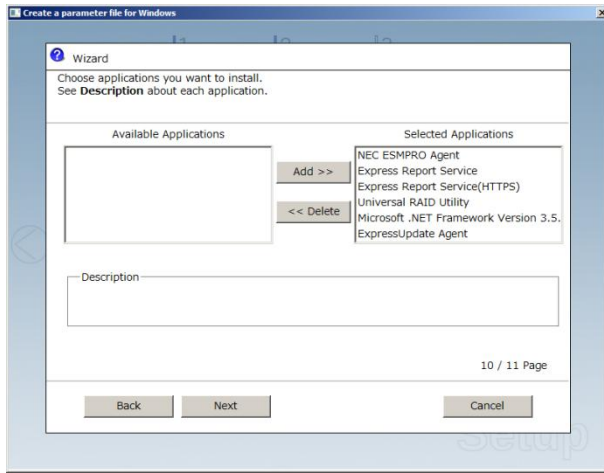 Create a parameter file for Windows
Wizard
Choose applications you want to install.
See Description about each application.
Available Applications
Selected Applications
Add >>
<< Delete
NEC ESMPRO Agent
Express Report Service
Express Report Service(HTTPS)
Universal RAID Utility
Microsoft .NET Framework Version 3.5.
ExpressUpdate Agent
Description
10 / 11 Page
Back
Next
Cancel
Setup